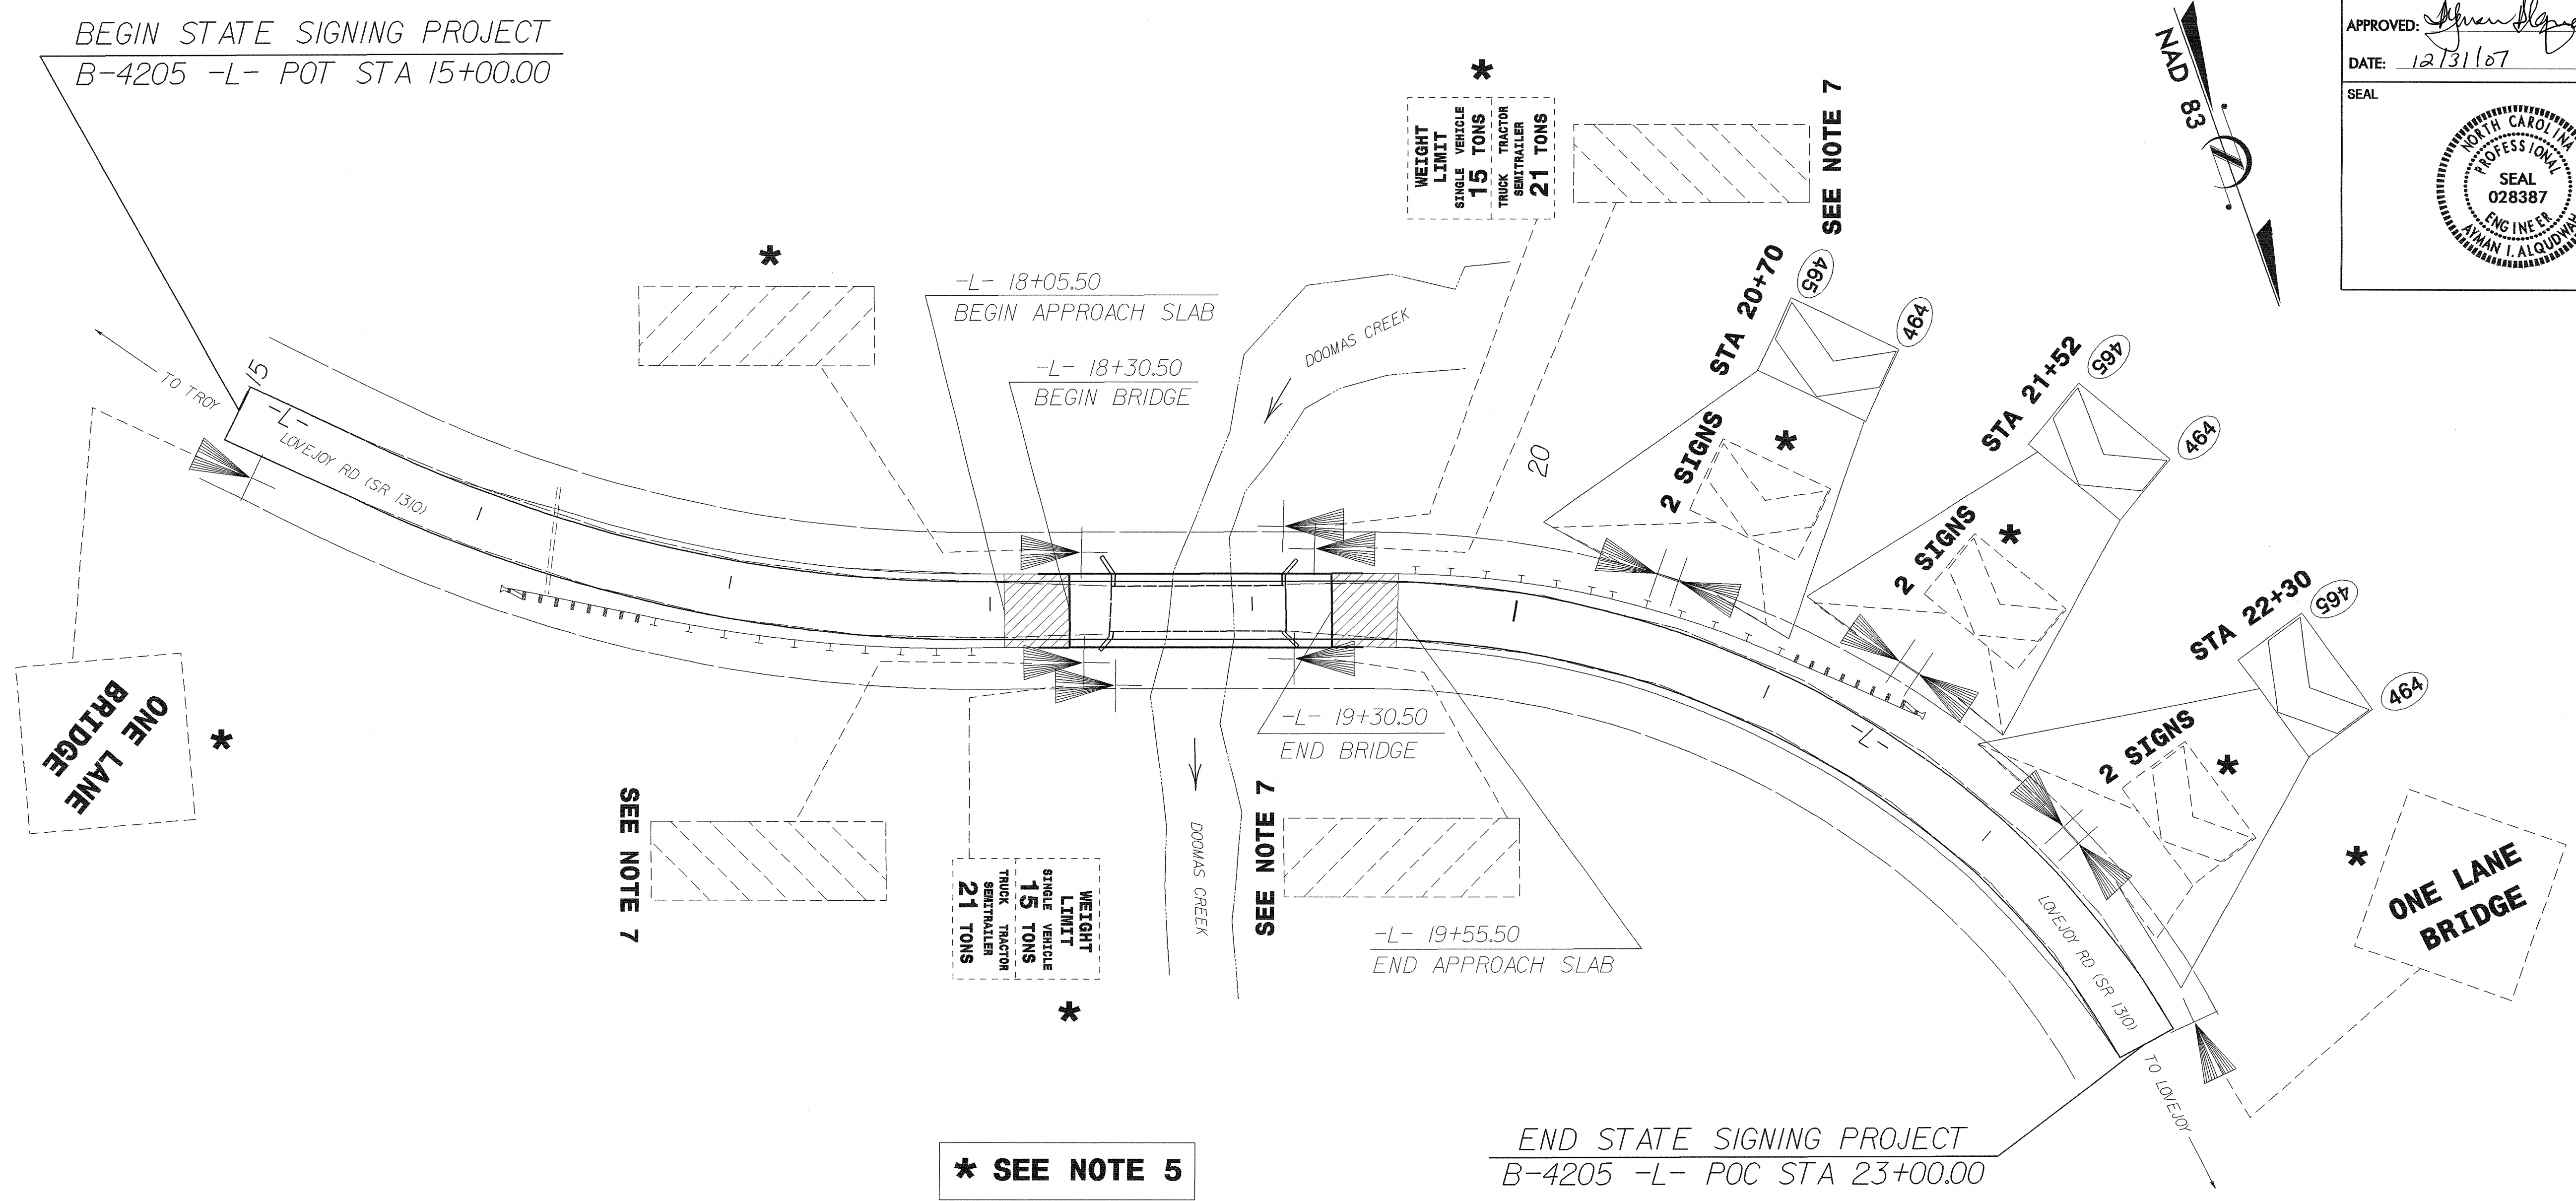 BEGIN STATE SIGNING PROJECT
B-4205 -L- POT STA 15+00.00
NAD 83
APPROVED:
DATE: 12/31/07
SEAL
NORTH CAROLINA
PROFESSIONAL
SEAL
028387
ENGINEER
AYMAN I. ALQUDWAH
*
WEIGHT
LIMIT
SINGLE VEHICLE
15 TONS
TRUCK TRACTOR
SEMITRAILER
21 TONS
SEE NOTE 7
*
-L- 18+05.50
BEGIN APPROACH SLAB
-L- 18+30.50
BEGIN BRIDGE
DOOMAS CREEK
STA 20+70
465
464
2 SIGNS
*
STA 21+52
465
464
2 SIGNS
*
STA 22+30
465
464
2 SIGNS
*
20
TO TROY
15
-L-
LOVEJOY RD (SR 1310)
ONE LANE
BRIDGE
*
-L- 19+30.50
END BRIDGE
-L-
SEE NOTE 7
WEIGHT
LIMIT
SINGLE VEHICLE
15 TONS
TRUCK TRACTOR
SEMITRAILER
21 TONS
*
DOOMAS CREEK
SEE NOTE 7
-L- 19+55.50
END APPROACH SLAB
LOVEJOY RD (SR 1310)
*
ONE LANE
BRIDGE
TO LOVEJOY
END STATE SIGNING PROJECT
B-4205 -L- POC STA 23+00.00
* SEE NOTE 5